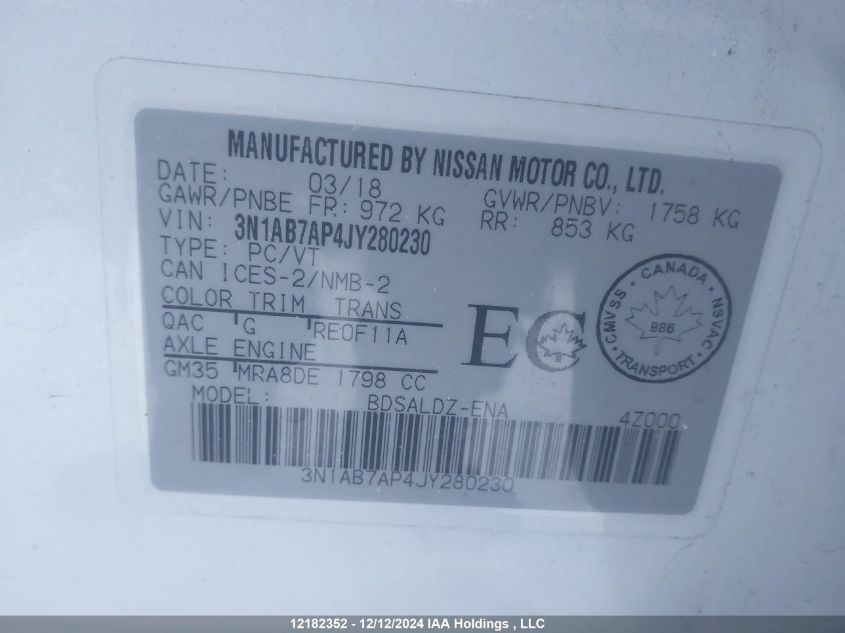 MANUFACTURED BY NISSAN MOTOR CO., LTD.
DATE: 03/18 GVWR/PNBV: 1758 KG
GAWR/PNBE FR: 972 KG RR: 853 KG
VIN: 3N1AB7AP4JY280230
TYPE: PC/VT
CAN ICES-2/NMB-2
COLOR TRIM TRANS
QAC G RE0F11A
AXLE ENGINE
GM35 MRA8DE 1798 CC
EC
CANADA
CMVSS NSVAC
986
TRANSPORT
MODEL: BDSALDZ-ENA 4Z000
3N1AB7AP4JY280230
12182352 - 12/12/2024 IAA Holdings , LLC